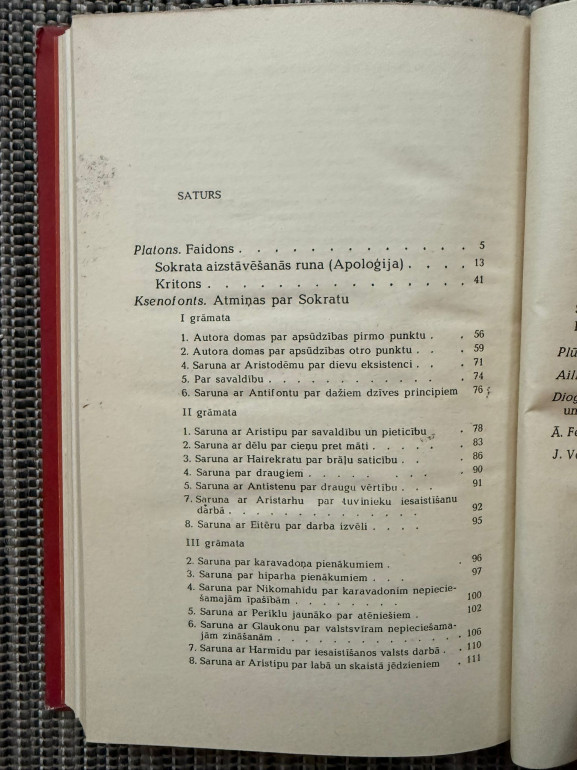 SATURS
Platons. Faidons . . . . . . . . . . . . . 5
Sokrata aizstāvēšanās runa (Apoloģija) . . . . 13
Kritons . . . . . . . . . . . . . . . 41
Ksenofonts. Atmiņas par Sokratu
I grāmata
1. Autora domas par apsūdzības pirmo punktu . . 56
2. Autora domas par apsūdzības otro punktu . . . 59
4. Saruna ar Aristodēmu par dievu eksistenci . . . 71
5. Par savaldību . . . . . . . . . . . . 74
6. Saruna ar Antifontu par dažiem dzīves principiem 76
II grāmata
1. Saruna ar Aristipu par savaldību un pieticību . . 78
2. Saruna ar dēlu par cieņu pret māti . . . . 83
3. Saruna ar Hairekratu par brāļu saticību . . . 86
4. Saruna par draugiem . . . . . . . . 90
5. Saruna ar Antistenu par draugu vērtību . . . 91
7. Saruna ar Aristarhu par tuvinieku iesaistīšanu
darbā . . . . . . . . . . . . 92
8. Saruna ar Eitēru par darba izvēli . . . . 95
III grāmata
2. Saruna par karavadoņa pienākumiem . . 96
3. Saruna par hiparha pienākumiem . . . 97
4. Saruna par Nikomahidu par karavadonim nepiecie-
šamajām īpašībām . . . . . . . . 100
5. Saruna ar Periklu jaunāko par atēniešiem . . 102
6. Saruna ar Glaukonu par valstsvīram nepieciešama-
jām zināšanām . . . . . . . . . . . 106
7. Saruna ar Harmidu par iesaistīšanos valsts darbā . . 110
8. Saruna ar Aristipu par labā un skaistā jēdzieniem . 111
Plū
Ail
Diog
un
Ā. Fe
J. Ve